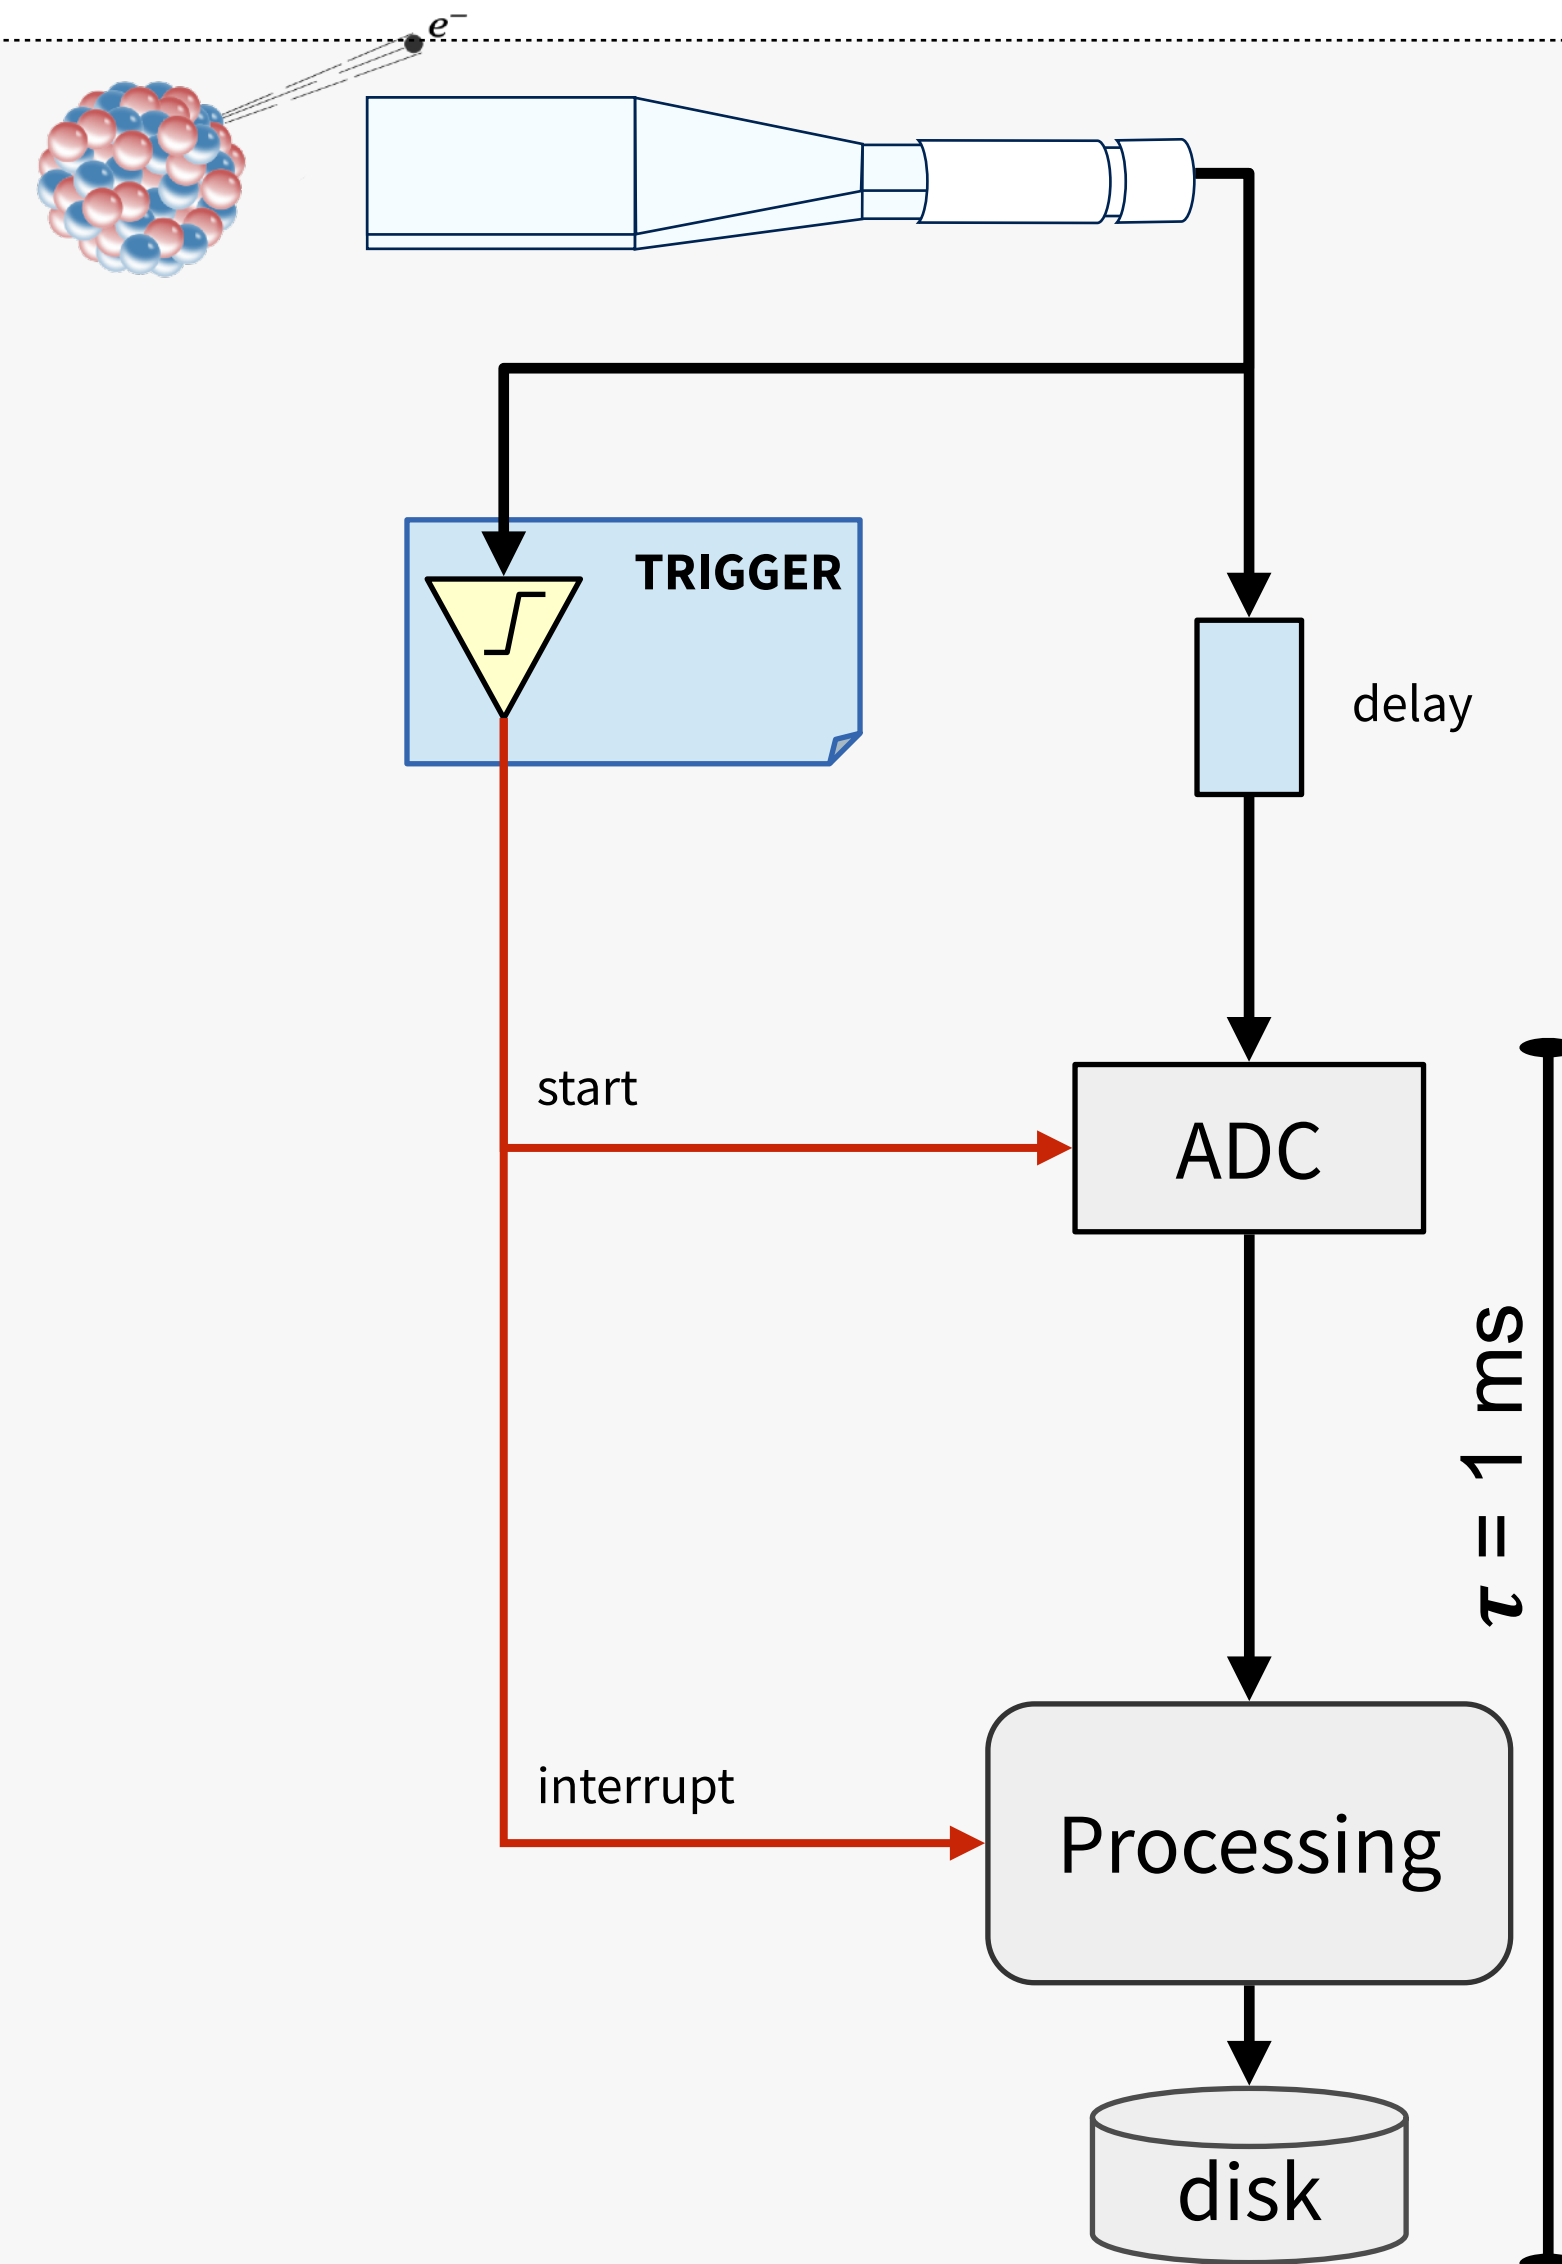 e⁻
TRIGGER
delay
start
ADC
τ = 1 ms
interrupt
Processing
disk